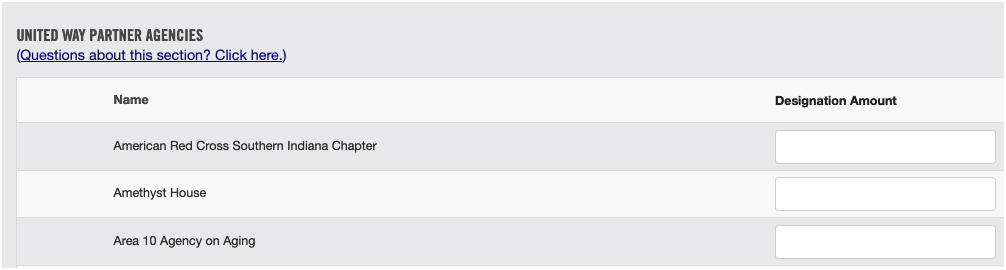 UNITED WAY PARTNER AGENCIES
(Questions about this section? Click here.)
Name Designation Amount
American Red Cross Southern Indiana Chapter
Amethyst House
Area 10 Agency on Aging